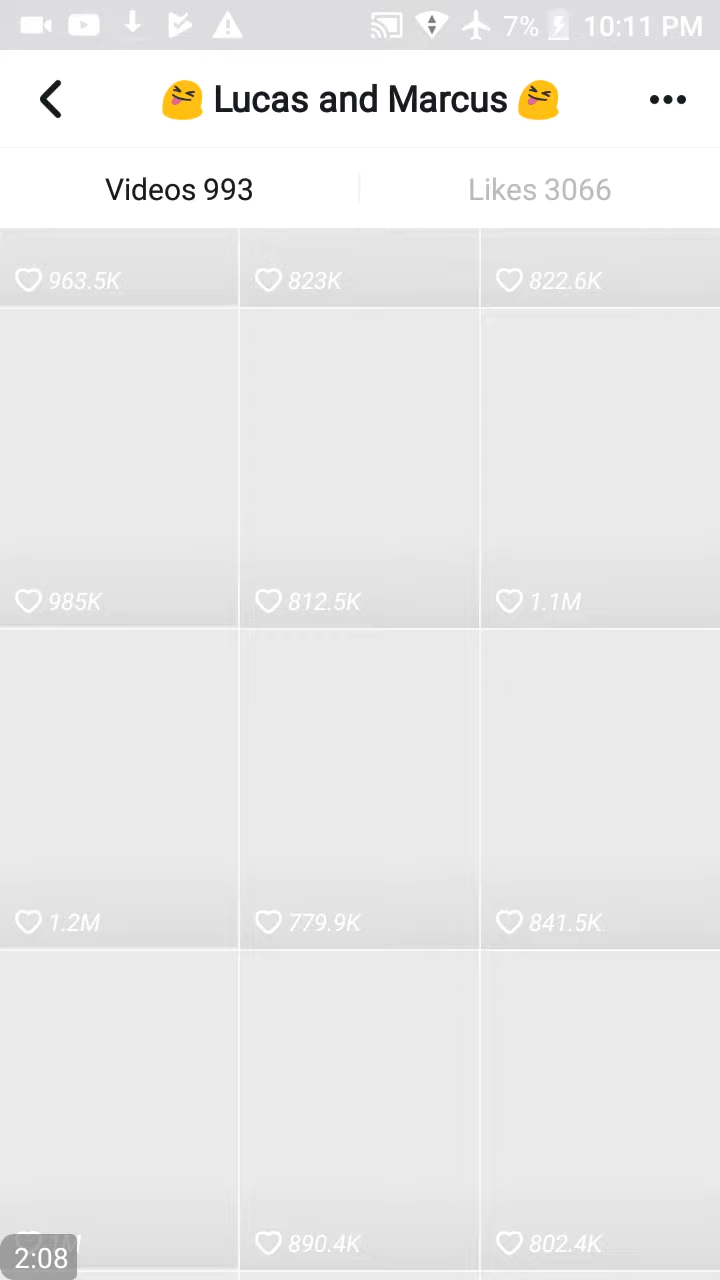 7% 10:11 PM
😝 Lucas and Marcus 😝
Videos 993
Likes 3066
963.5K
823K
822.6K
985K
812.5K
1.1M
1.2M
779.9K
841.5K
890.4K
802.4K
2:08